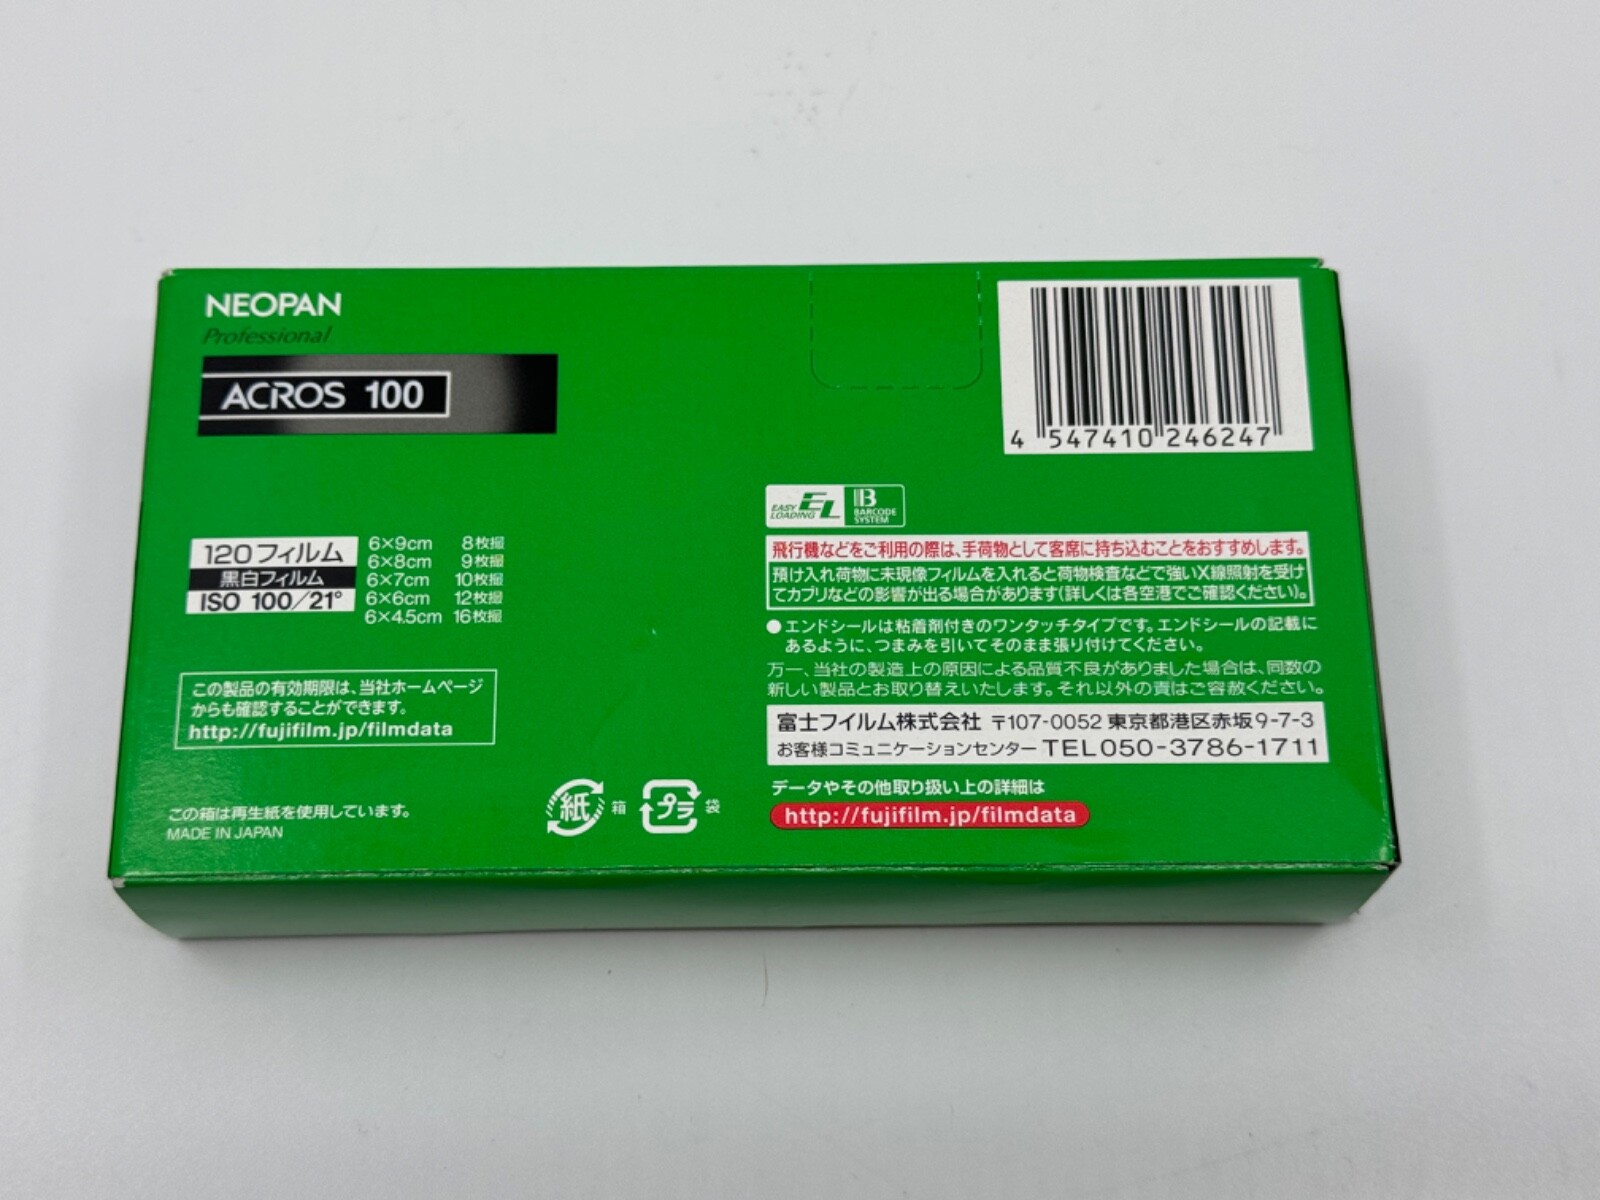 NEOPAN
Professional
ACROS 100
4 547410 246247
EASY LOADING EL
B BARCODE SYSTEM
120フィルム
黒白フィルム
ISO 100/21°
6×9cm 8枚撮
6×8cm 9枚撮
6×7cm 10枚撮
6×6cm 12枚撮
6×4.5cm 16枚撮
飛行機などをご利用の際は、手荷物として客席に持ち込むことをおすすめします。
預け入れ荷物に未現像フィルムを入れると荷物検査などで強いX線照射を受け
てカブリなどの影響が出る場合があります(詳しくは各空港でご確認ください)。
●エンドシールは粘着剤付きのワンタッチタイプです。エンドシールの記載に
あるように、つまみを引いてそのまま張り付けてください。
万一、当社の製造上の原因による品質不良がありました場合は、同数の
新しい製品とお取り替えいたします。それ以外の責はご容赦ください。
この製品の有効期限は、当社ホームページ
からも確認することができます。
http://fujifilm.jp/filmdata
富士フイルム株式会社 〒107-0052 東京都港区赤坂9-7-3
お客様コミュニケーションセンター TEL050-3786-1711
データやその他取り扱い上の詳細は
http://fujifilm.jp/filmdata
この箱は再生紙を使用しています。
MADE IN JAPAN
紙 箱 プラ 袋